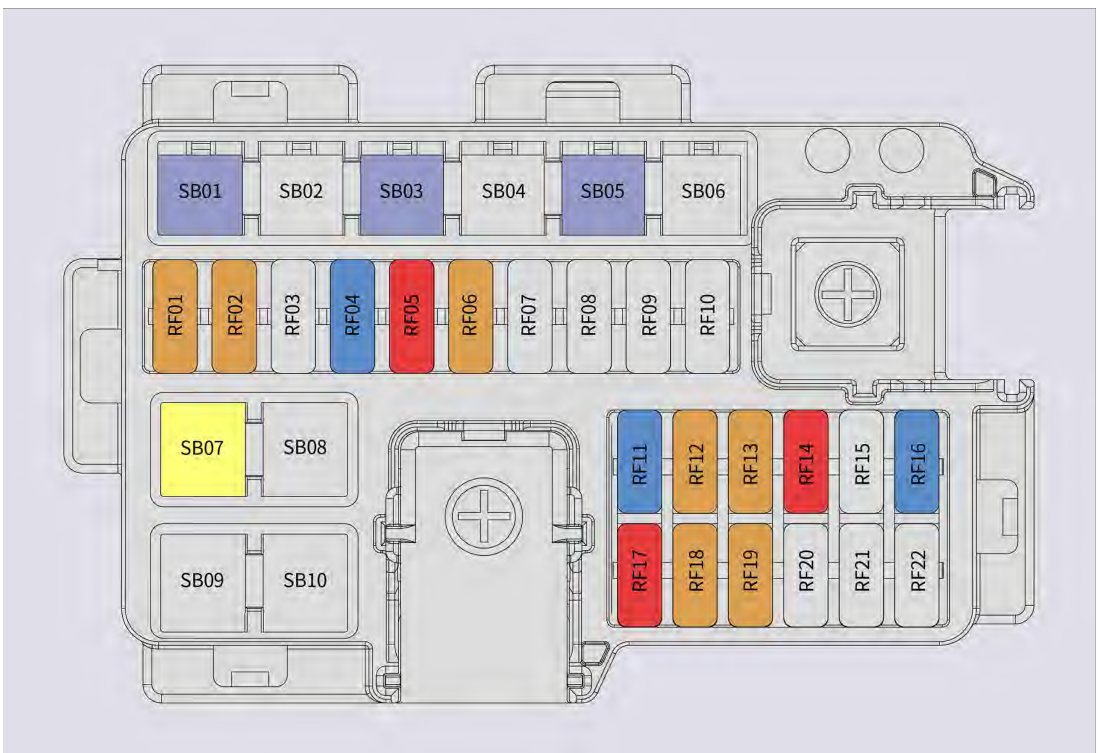 SB01 SB02 SB03 SB04 SB05 SB06
RF01 RF02 RF03 RF04 RF05 RF06 RF07 RF08 RF09 RF10
SB07 SB08
RF11 RF12 RF13 RF14 RF15 RF16
SB09 SB10
RF17 RF18 RF19 RF20 RF21 RF22